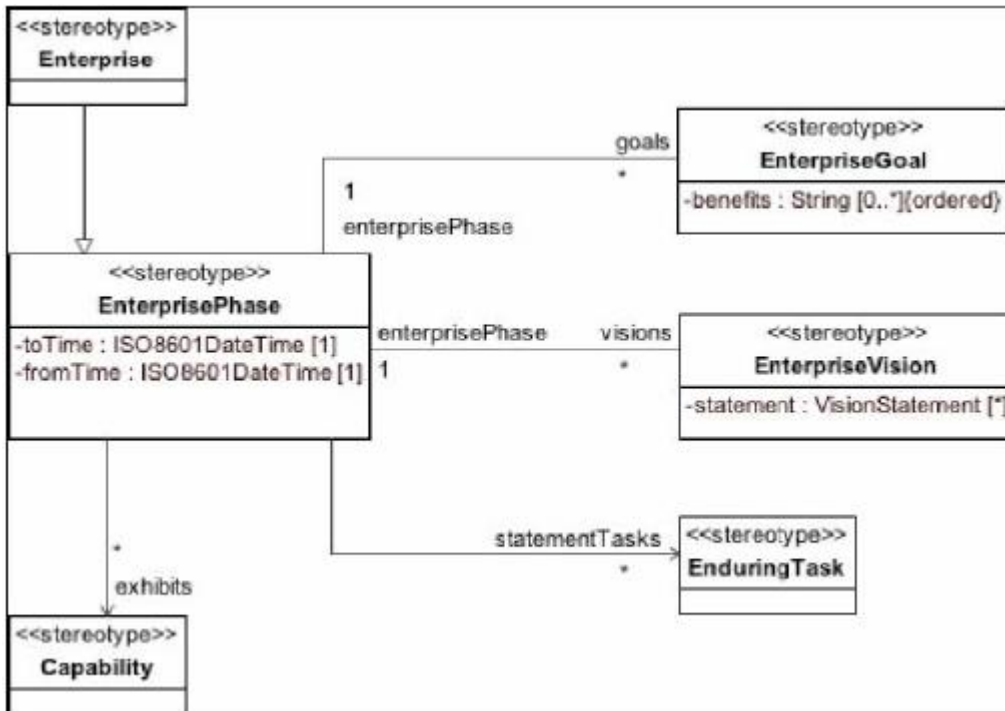 <<stereotype>>
Enterprise
goals
*
1
enterprisePhase
<<stereotype>>
EnterpriseGoal
-benefits : String [0..*]{ordered}
<<stereotype>>
EnterprisePhase
-toTime : ISO8601DateTime [1]
-fromTime : ISO8601DateTime [1]
enterprisePhase
visions
1
*
<<stereotype>>
EnterpriseVision
-statement : VisionStatement [*]
statementTasks
*
<<stereotype>>
EnduringTask
*
exhibits
<<stereotype>>
Capability